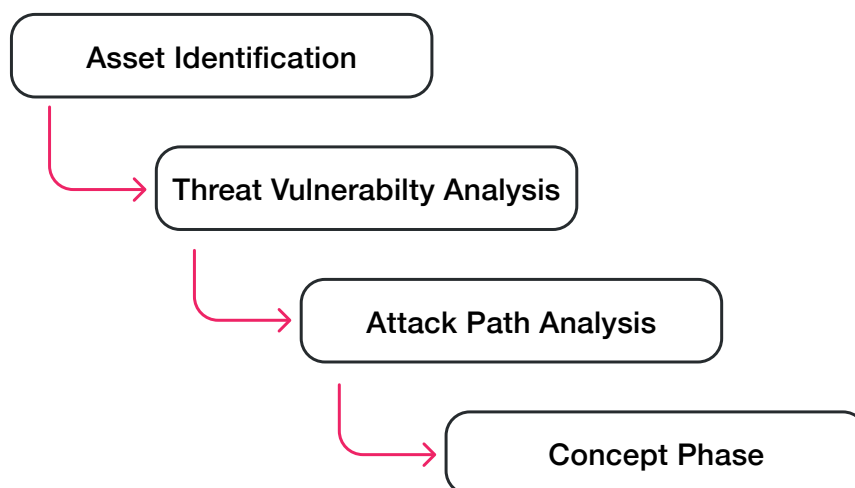 Asset Identification
Threat Vulnerabilty Analysis
Attack Path Analysis
Concept Phase